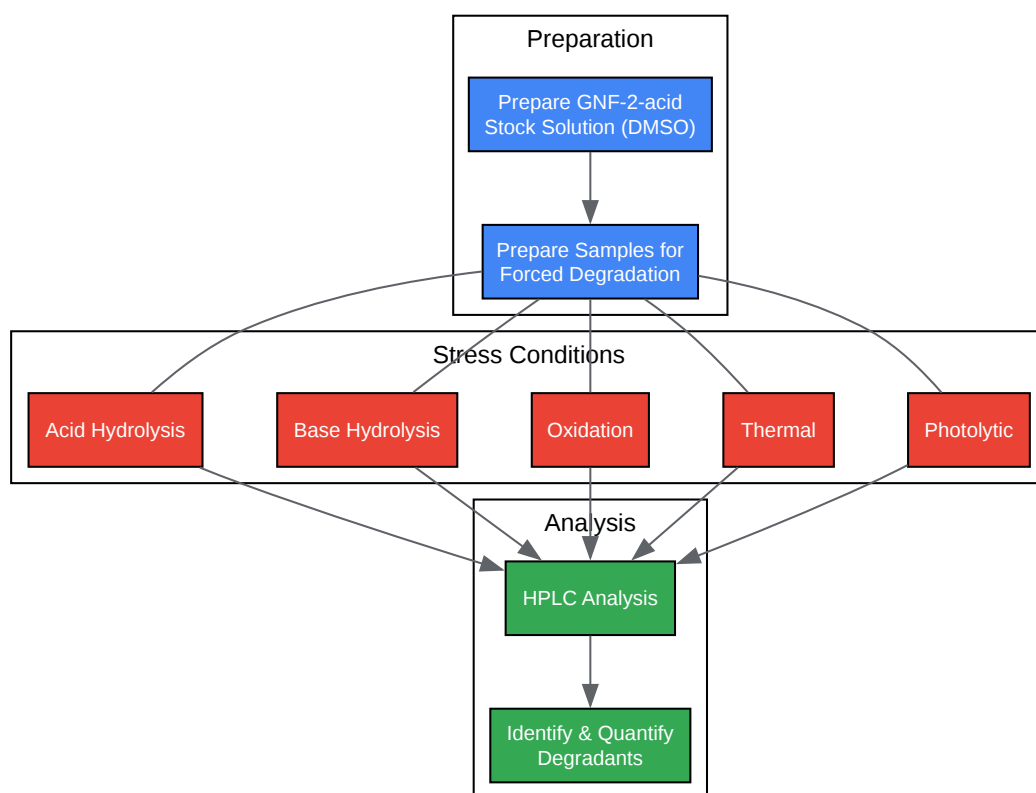 Preparation
Prepare GNF-2-acid
Stock Solution (DMSO)
Prepare Samples for
Forced Degradation
Stress Conditions
Acid Hydrolysis
Base Hydrolysis
Oxidation
Thermal
Photolytic
Analysis
HPLC Analysis
Identify & Quantify
Degradants